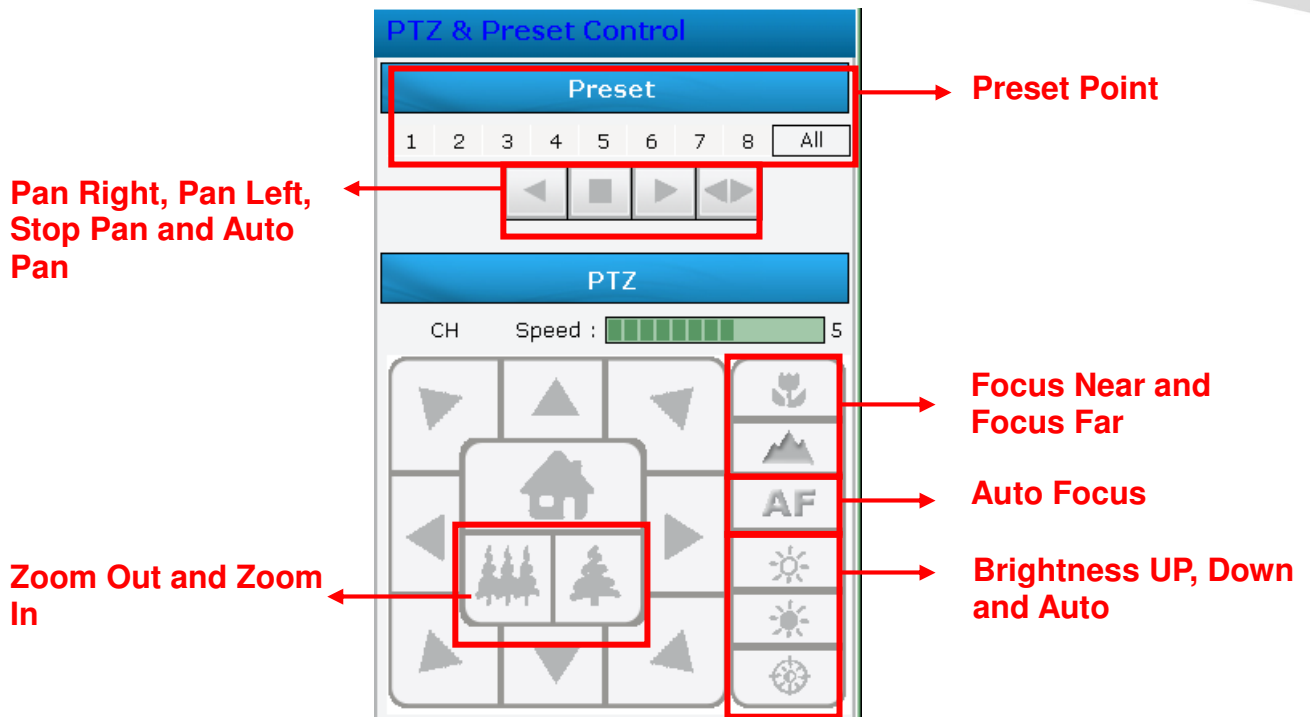 PTZ & Preset Control
Preset
Preset Point
1 2 3 4 5 6 7 8 All
Pan Right, Pan Left,
Stop Pan and Auto
Pan
PTZ
CH Speed : 5
Focus Near and
Focus Far
AF
Auto Focus
Zoom Out and Zoom
In
Brightness UP, Down
and Auto